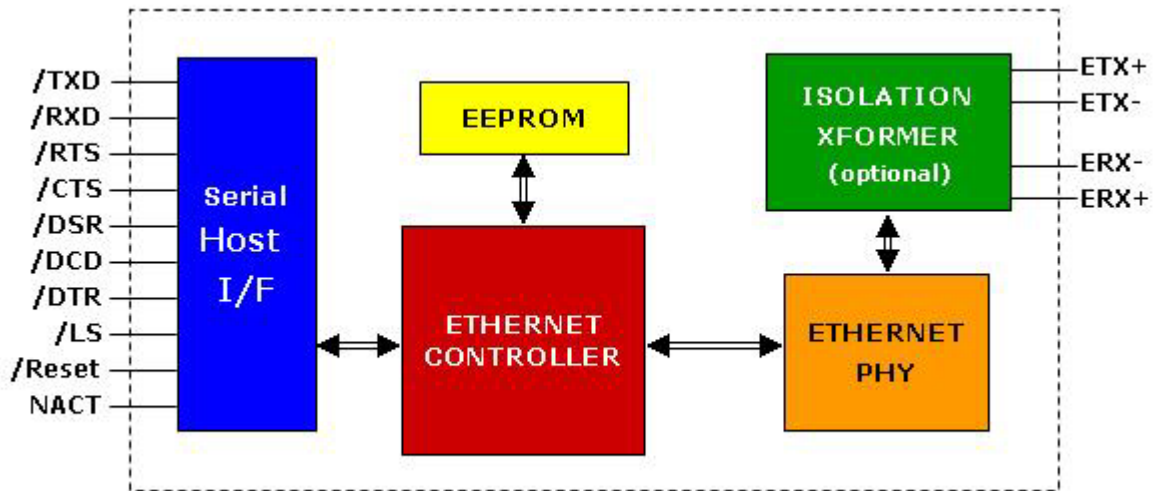 /TXD
/RXD
/RTS
/CTS
/DSR
/DCD
/DTR
/LS
/Reset
NACT
Serial
Host
I/F
EEPROM
ETHERNET
CONTROLLER
ISOLATION
XFORMER
(optional)
ETHERNET
PHY
ETX+
ETX-
ERX-
ERX+